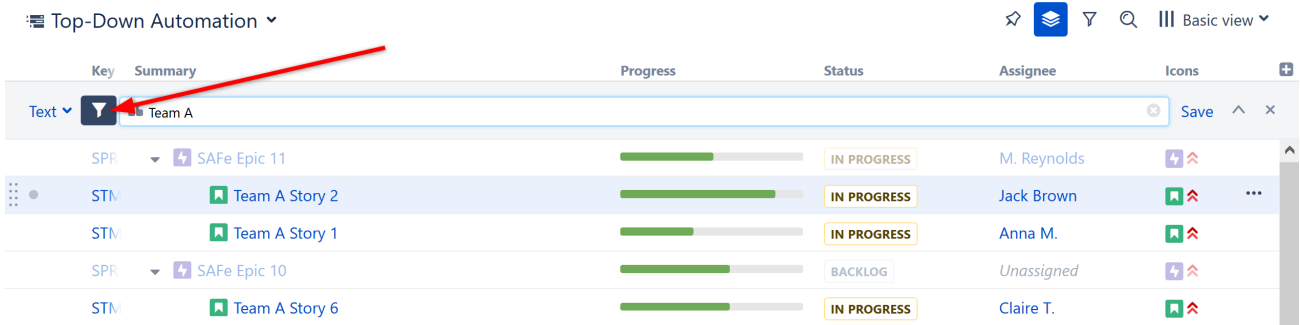 Top-Down Automation Basic view
Key Summary Progress Status Assignee Icons
Text Team A Save
SPR SAFe Epic 11 IN PROGRESS M. Reynolds
STM Team A Story 2 IN PROGRESS Jack Brown
STM Team A Story 1 IN PROGRESS Anna M.
SPR SAFe Epic 10 BACKLOG Unassigned
STM Team A Story 6 IN PROGRESS Claire T.